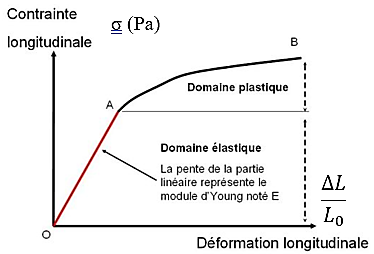 Contrainte
longitudinale
σ (Pa)
B
Domaine plastique
A
Domaine élastique
La pente de la partie
linéaire représente le
module d'Young noté E
ΔL
L₀
O
Déformation longitudinale